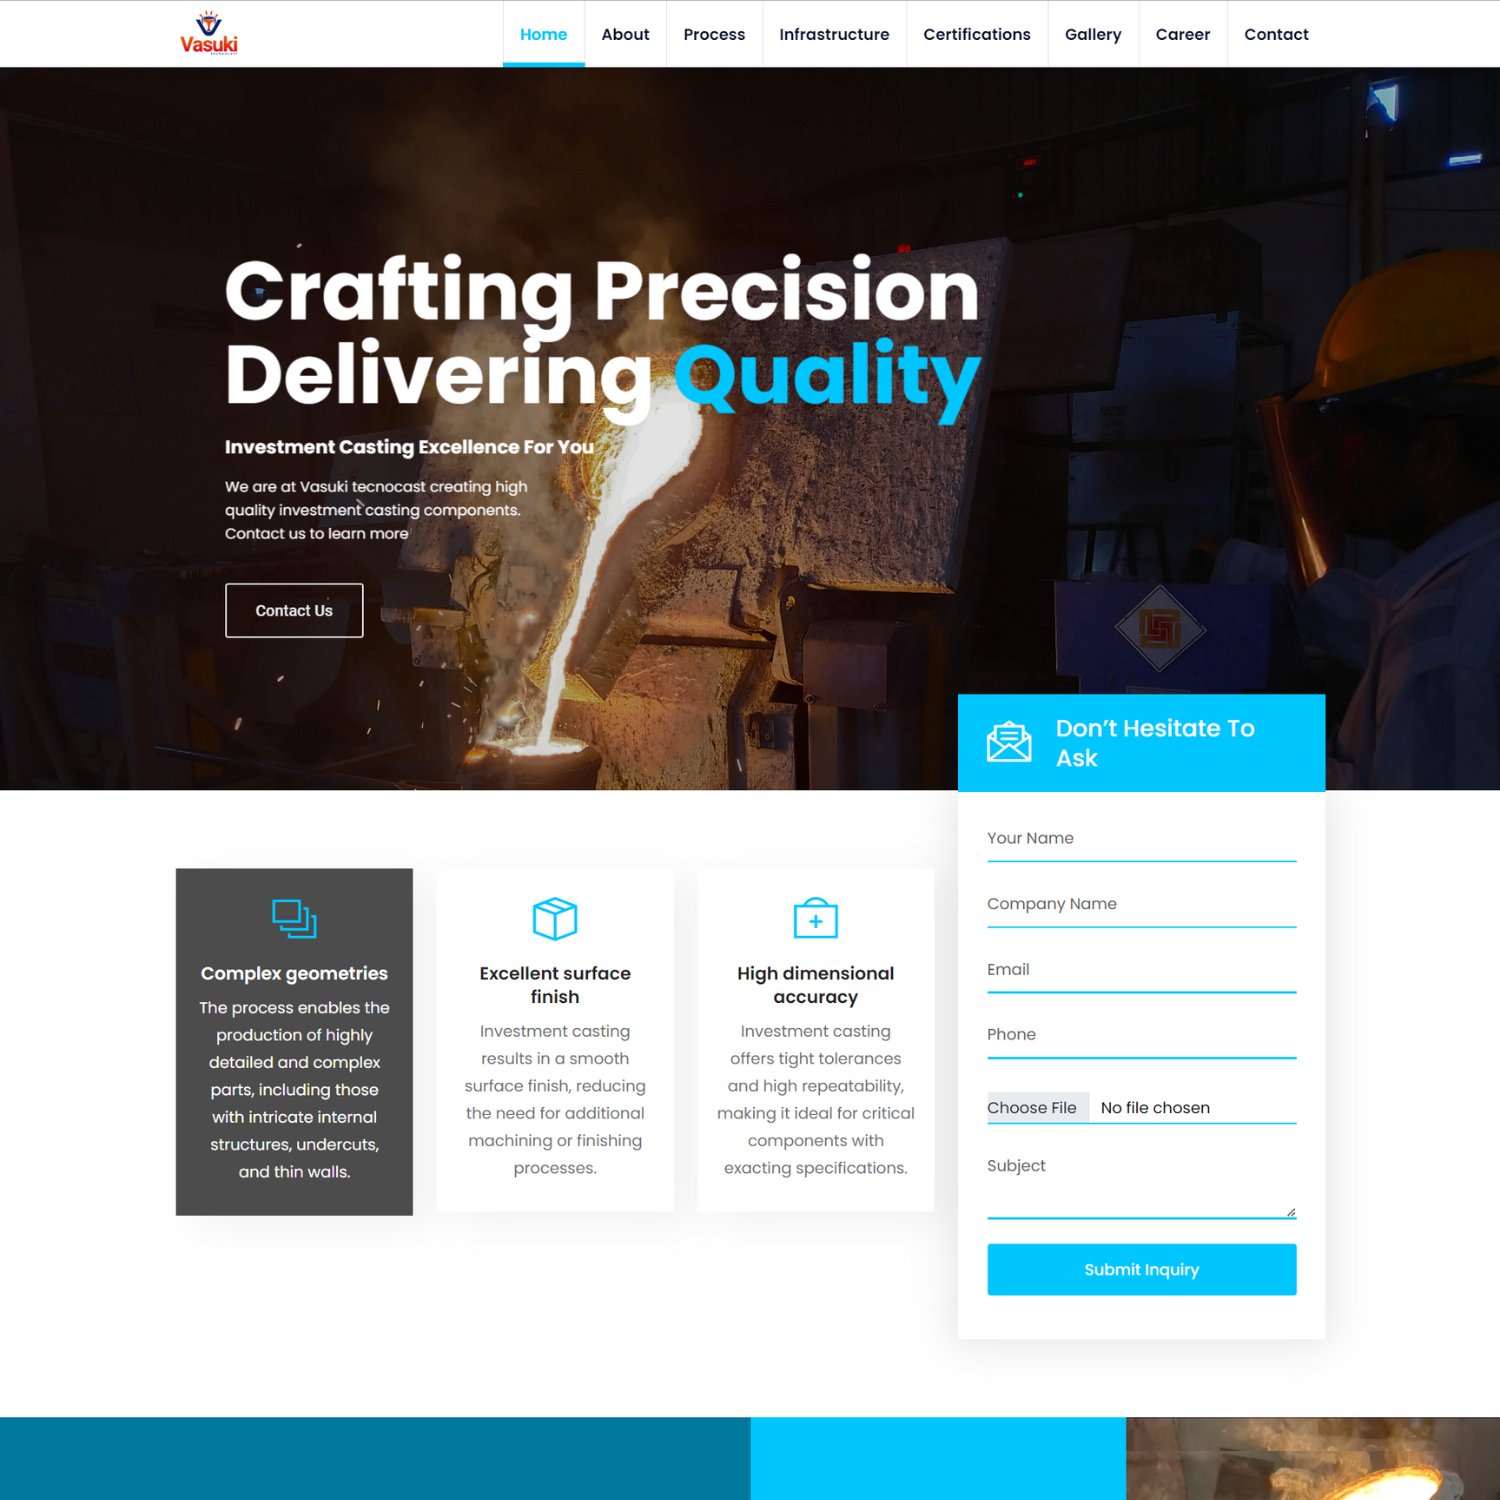 Vasuki
Home
About
Process
Infrastructure
Certifications
Gallery
Career
Contact
Crafting Precision
Delivering Quality
Investment Casting Excellence For You
We are at Vasuki tecnocast creating high
quality investment casting components.
Contact us to learn more
Contact Us
Don’t Hesitate To
Ask
Your Name
Company Name
Email
Phone
Choose File No file chosen
Subject
Submit Inquiry
Complex geometries
The process enables the
production of highly
detailed and complex
parts, including those
with intricate internal
structures, undercuts,
and thin walls.
Excellent surface
finish
Investment casting
results in a smooth
surface finish, reducing
the need for additional
machining or finishing
processes.
High dimensional
accuracy
Investment casting
offers tight tolerances
and high repeatability,
making it ideal for critical
components with
exacting specifications.